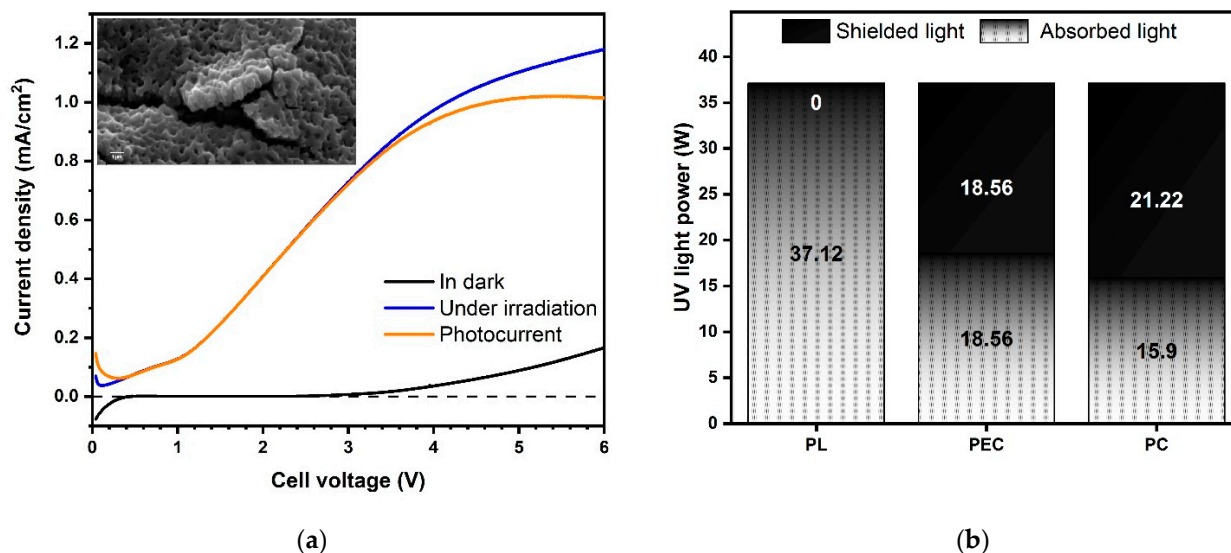 Current density (mA/cm²)
1.2
1.0
0.8
0.6
0.4
0.2
0.0
1μm
In dark
Under irradiation
Photocurrent
0 1 2 3 4 5 6
Cell voltage (V)
(a)
Shielded light Absorbed light
UV light power (W)
40
35
30
25
20
15
10
5
0
0
37.12
18.56
18.56
21.22
15.9
PL PEC PC
(b)